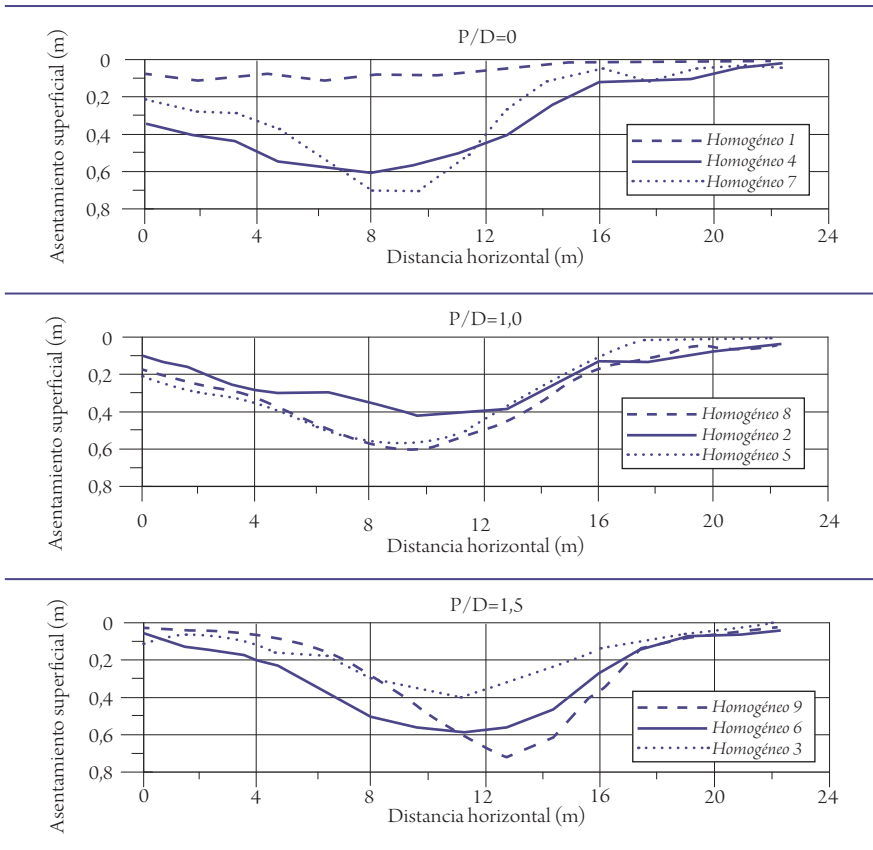 P/D=0
Asentamiento superficial (m)
0
0,2
0,4
0,6
0,8
Homogéneo 1
Homogéneo 4
Homogéneo 7
0 4 8 12 16 20 24
Distancia horizontal (m)
P/D=1,0
Asentamiento superficial (m)
0
0,2
0,4
0,6
0,8
Homogéneo 8
Homogéneo 2
Homogéneo 5
0 4 8 12 16 20 24
Distancia horizontal (m)
P/D=1,5
Asentamiento superficial (m)
0
0,2
0,4
0,6
0,8
Homogéneo 9
Homogéneo 6
Homogéneo 3
0 4 8 12 16 20 24
Distancia horizontal (m)